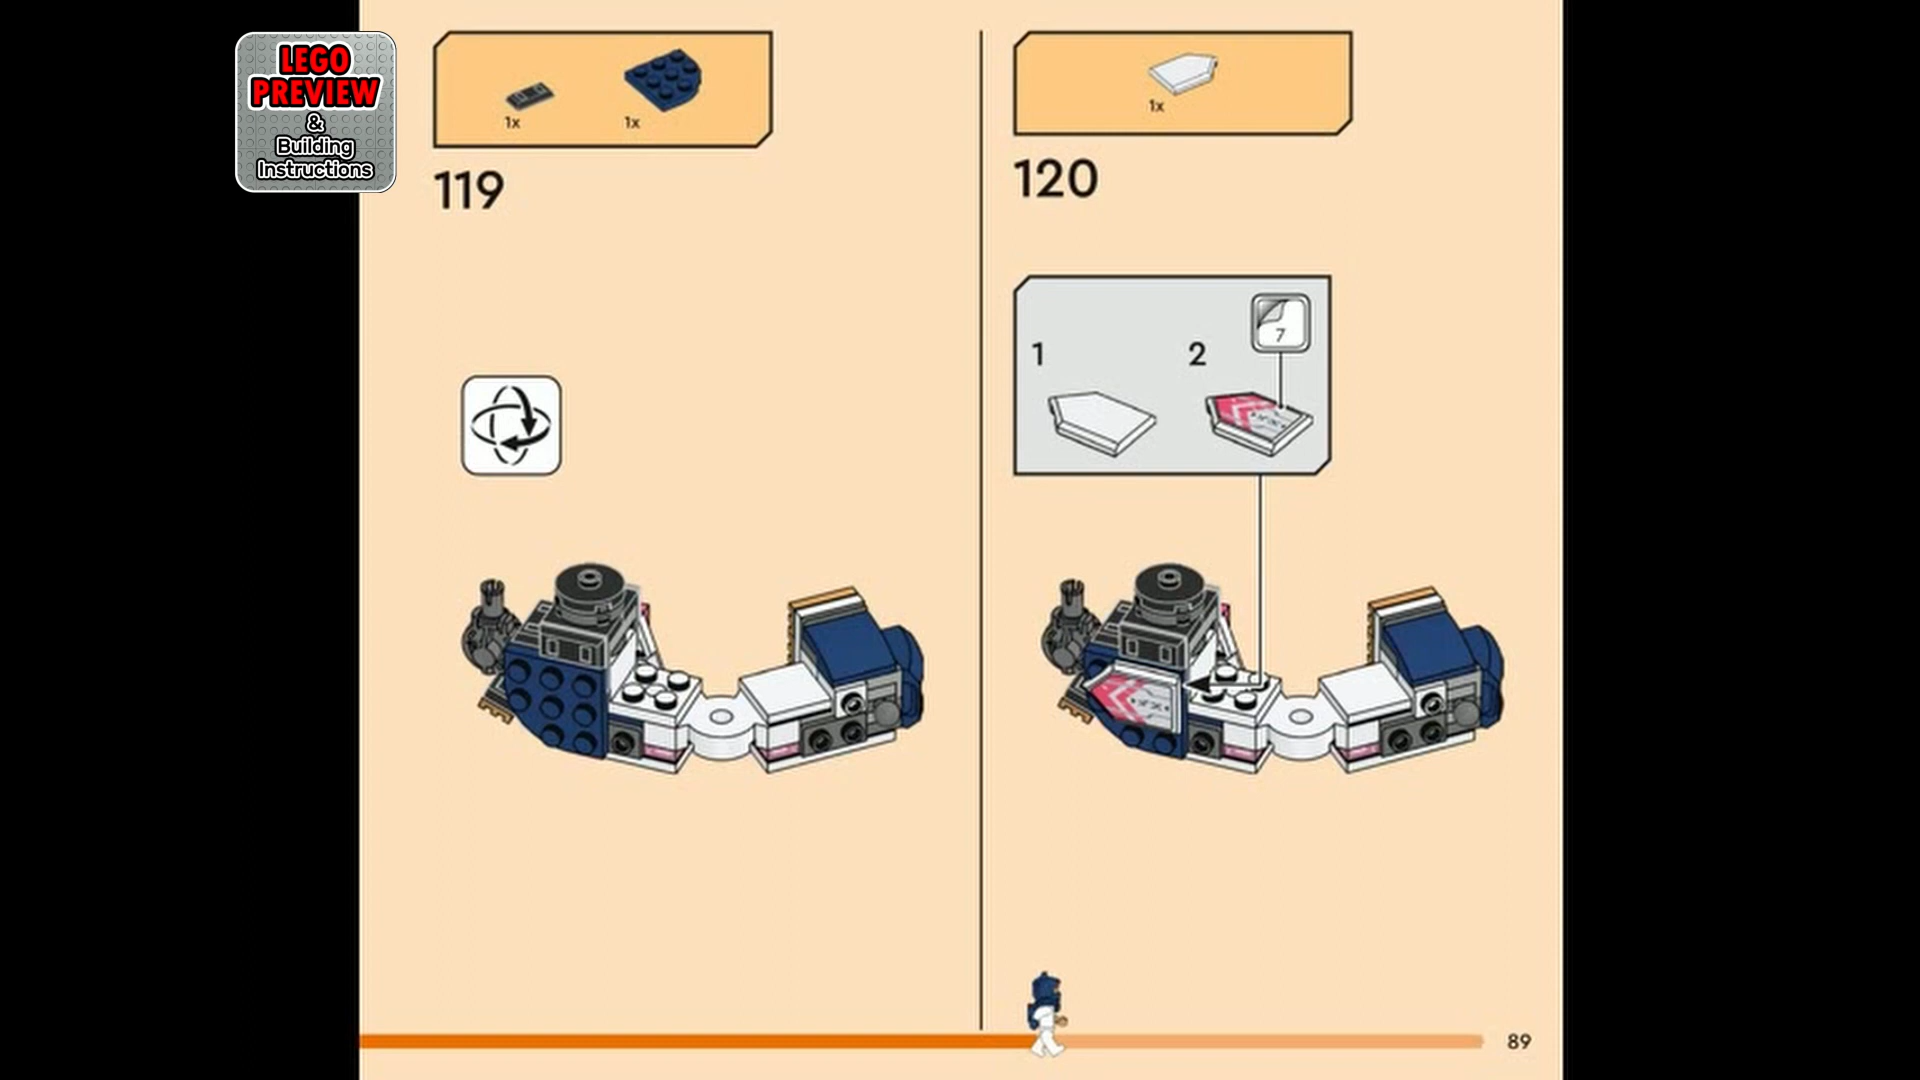 LEGO
PREVIEW
&
Building
Instructions
1x
1x
119
1x
120
1
2
7
89